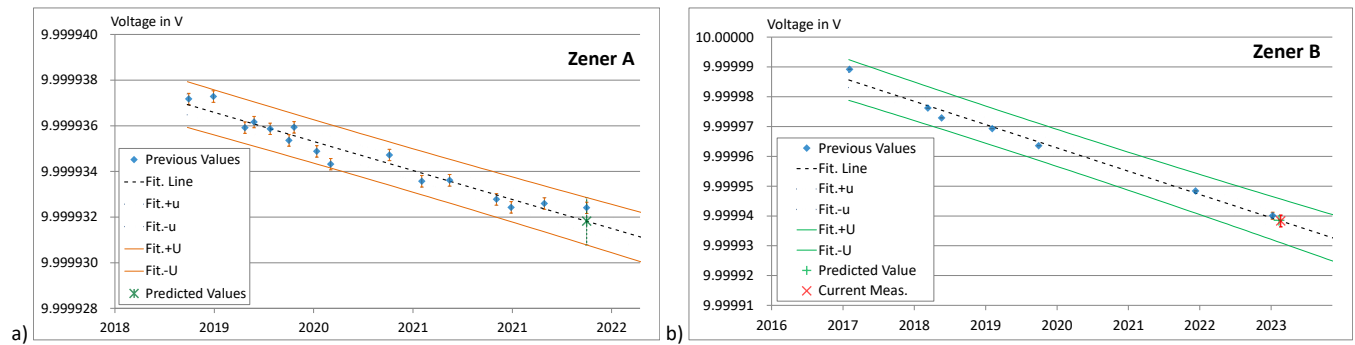 Voltage in V
9.999940
9.999938
9.999936
9.999934
9.999932
9.999930
9.999928
Zener A
Previous Values
Fit. Line
Fit.+u
Fit.-u
Fit.+U
Fit.-U
Predicted Values
2018 2019 2020 2021 2021 2022
a)
Voltage in V
10.00000
9.99999
9.99998
9.99997
9.99996
9.99995
9.99994
9.99993
9.99992
9.99991
Zener B
Previous Values
Fit. Line
Fit.+u
Fit.-u
Fit.+U
Fit.-U
Predicted Value
Current Meas.
2016 2017 2018 2019 2020 2021 2022 2023
b)